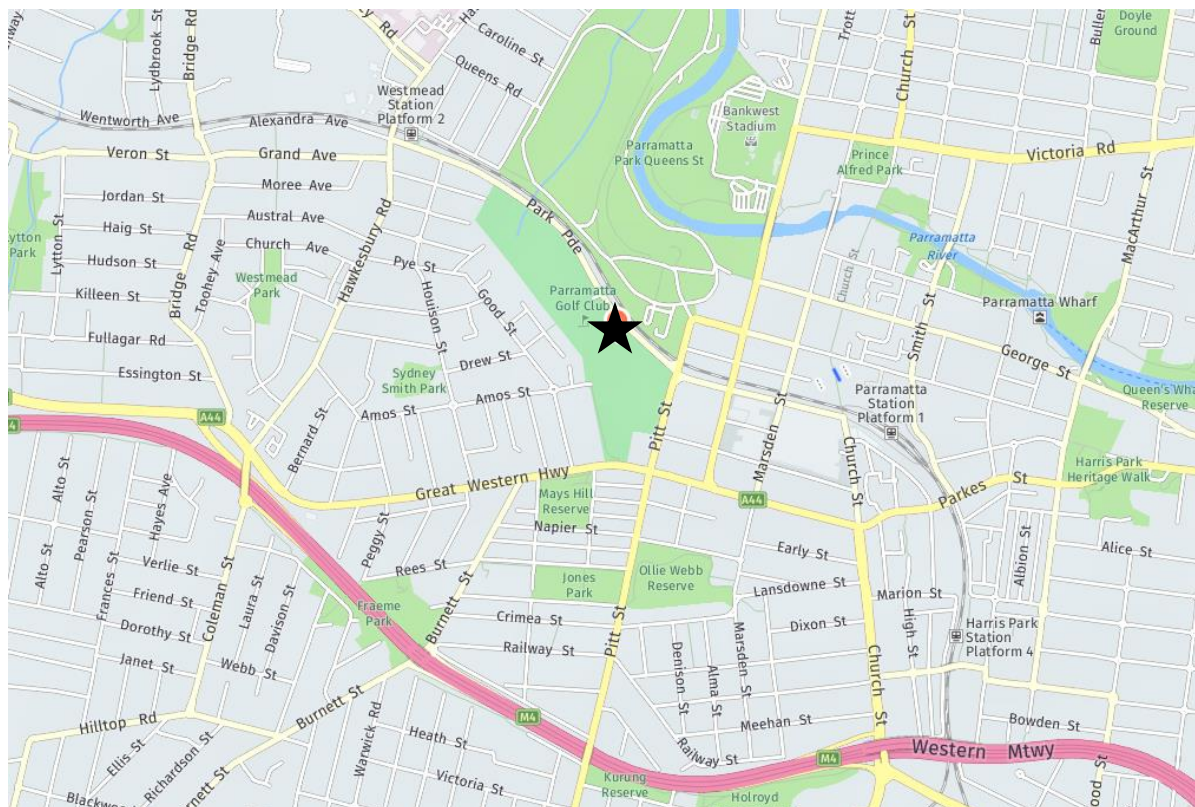 Lydbrook St
Bridge Rd
Caroline St
Queens Rd
Church St
Doyle
Ground
Westmead
Station
Platform 2
Wentworth Ave
Alexandra Ave
Bankwest
Stadium
Parramatta
Park Queens St
Veron St
Grand Ave
Victoria Rd
Prince
Alfred Park
Moree Ave
Jordan St
Lytton St
Park Pde
MacArthur St
Austral Ave
Haig St
Hawkesbury Rd
Parramatta
River
Church Ave
Bridge Rd
Toohey Ave
Hudson St
Pye St
Westmead
Park
Church St
Killeen St
Houison St
Good St
Parramatta
Golf Club
Smith St
Parramatta Wharf
Fullagar Rd
Drew St
George St
Essington St
Sydney
Smith Park
Amos St
Amos St
Parramatta
Station
Platform 1
Reserve
A44
Bernard St
Pitt St
Marsden St
Church St
Great Western Hwy
Harris Park
Heritage Walk
Alto St
Pearson St
Hayes Ave
Mays Hill
Reserve
A44
Parkes St
Peggy St
Napier St
Albion St
Early St
Alice St
Alto St
Frances St
Verlie St
Coleman St
Rees St
Jones
Park
Ollie Webb
Reserve
Lansdowne St
Marion St
Friend St
Laura St
Davison St
Fraeme
Park
Burnett St
Crimea St
Pitt St
Dixon St
High St
Harris Park
Station
Platform 4
Dorothy St
Railway St
Denison St
Alma St
Marsden St
Church St
Janet St
Webb St
Burnett St
Hilltop Rd
Warwick Rd
M4
Meehan St
Bowden St
Ellis St
Richardson St
Heath St
Railway St
M4
Western Mtwy
Victoria St
Kurung
Reserve
Holroyd